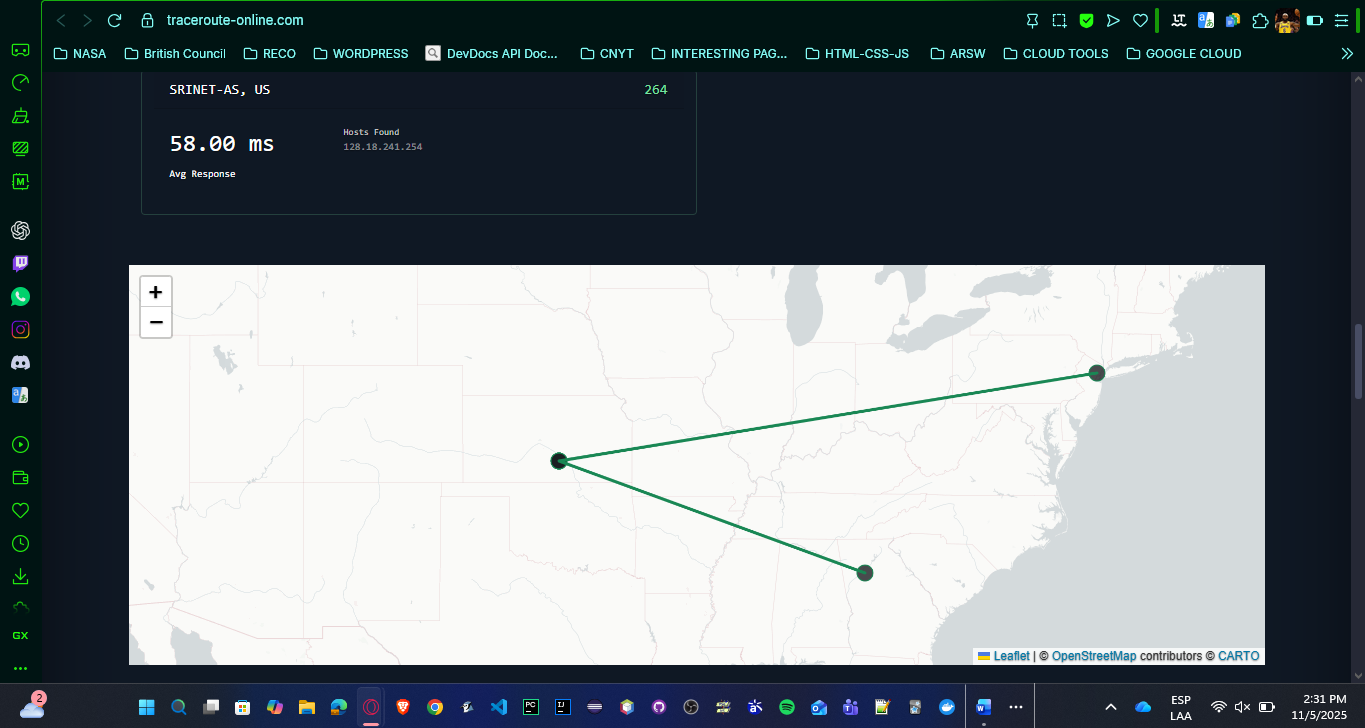 traceroute-online.com
NASA British Council RECO WORDPRESS DevDocs API Doc... CNYT INTERESTING PAG... HTML-CSS-JS ARSW CLOUD TOOLS GOOGLE CLOUD
SRINET-AS, US 264
58.00 ms
Hosts Found
128.18.241.254
Avg Response
+
−
GX
Leaflet | © OpenStreetMap contributors © CARTO
2
ESP
LAA
2:31 PM
11/5/2025